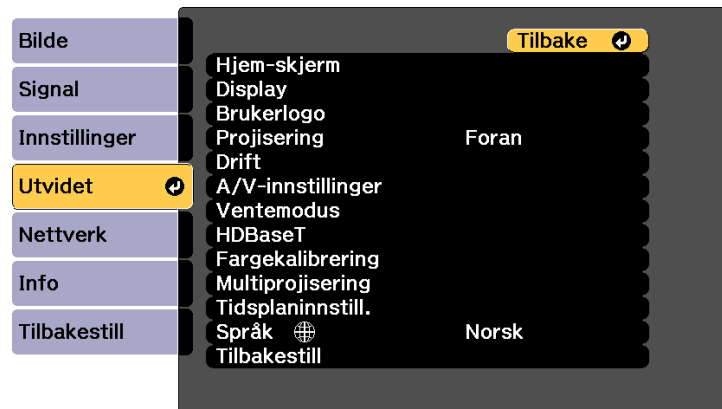 Bilde
Signal
Innstillinger
Utvidet
Nettverk
Info
Tilbakestill
Tilbake
Hjem-skjerm
Display
Brukerlogo
Projisering Foran
Drift
A/V-innstillinger
Ventemodus
HDBaseT
Fargekalibrering
Multiprojisering
Tidsplaninnstill.
Språk Norsk
Tilbakestill